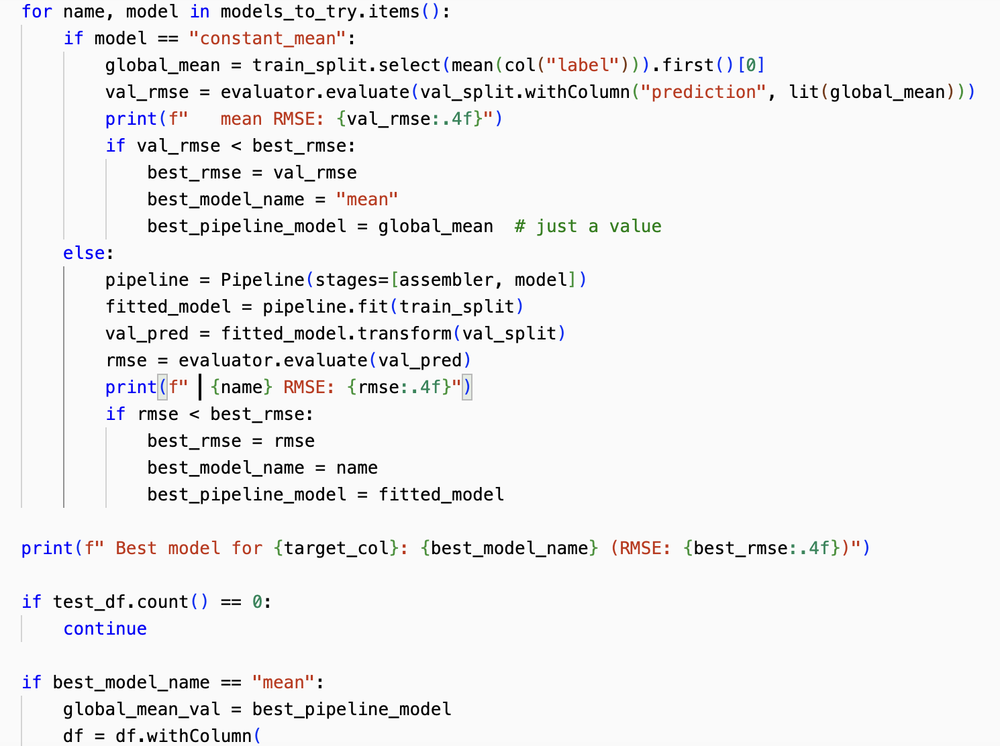 for name, model in models_to_try.items():
    if model == "constant_mean":
        global_mean = train_split.select(mean(col("label"))).first()[0]
        val_rmse = evaluator.evaluate(val_split.withColumn("prediction", lit(global_mean)))
        print(f"   mean RMSE: {val_rmse:.4f}")
        if val_rmse < best_rmse:
            best_rmse = val_rmse
            best_model_name = "mean"
            best_pipeline_model = global_mean  # just a value
    else:
        pipeline = Pipeline(stages=[assembler, model])
        fitted_model = pipeline.fit(train_split)
        val_pred = fitted_model.transform(val_split)
        rmse = evaluator.evaluate(val_pred)
        print(f"  {name} RMSE: {rmse:.4f}")
        if rmse < best_rmse:
            best_rmse = rmse
            best_model_name = name
            best_pipeline_model = fitted_model

print(f" Best model for {target_col}: {best_model_name} (RMSE: {best_rmse:.4f})")

if test_df.count() == 0:
    continue

if best_model_name == "mean":
    global_mean_val = best_pipeline_model
    df = df.withColumn(